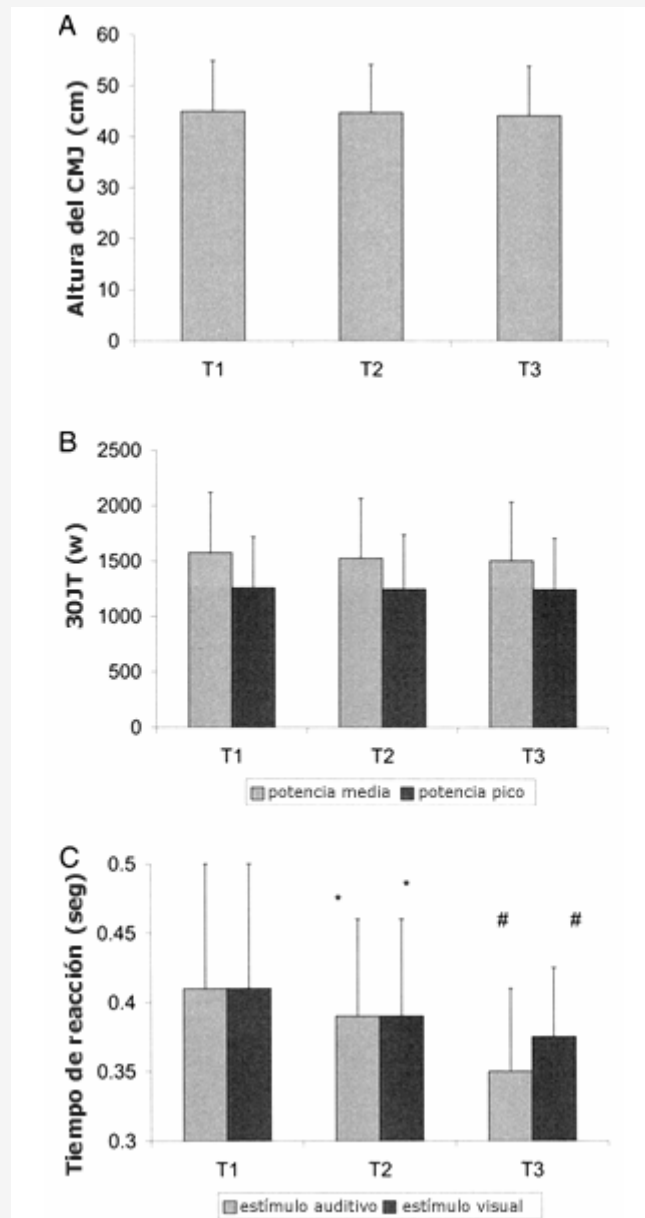 A
Altura del CMJ (cm)
60
50
40
30
20
10
0
T1 T2 T3
B
30JT (w)
2500
2000
1500
1000
500
0
T1 T2 T3
potencia media potencia pico
C
Tiempo de reacción (seg)
0.5
0.45
0.4
0.35
0.3
* *
# #
T1 T2 T3
estímulo auditivo estímulo visual